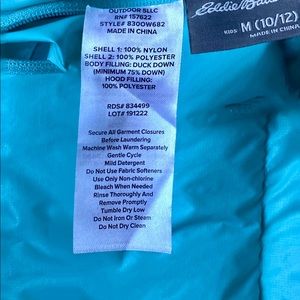 OUTDOOR 5LLC
RN# 157622
STYLE# 8300W682
MADE IN CHINA
SHELL 1: 100% NYLON
SHELL 2: 100% POLYESTER
BODY FILLING: DUCK DOWN
(MINIMUM 75% DOWN)
HOOD FILLING:
100% POLYESTER
RDS# 834499
LOT# 191222
Secure All Garment Closures
Before Laundering
Machine Wash Warm Separately
Gentle Cycle
Mild Detergent
Do Not Use Fabric Softeners
Use Only Non-chlorine
Bleach When Needed
Rinse Thoroughly And
Remove Promptly
Tumble Dry Low
Do Not Iron Or Steam
Do Not Dry Clean
Eddie Bau
KIDS M (10/12)
MADE IN CHINA